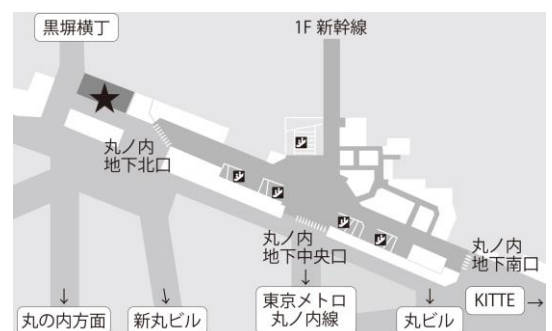 黒塀横丁
1F 新幹線
丸ノ内
地下北口
丸ノ内
地下中央口
丸ノ内
地下南口
↓
丸の内方面
↓
新丸ビル
↓
東京メトロ
丸ノ内線
↓
丸ビル
KITTE →